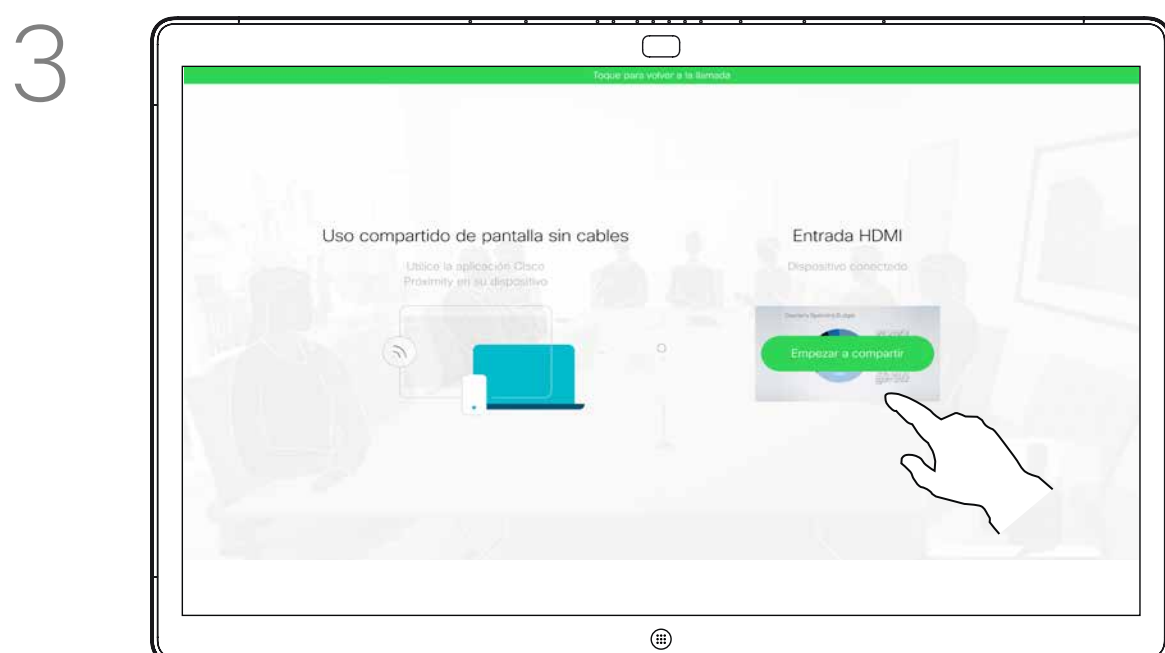 3
Toque para volver a la llamada
Uso compartido de pantalla sin cables
Utilice la aplicación Cisco
Proximity en su dispositivo
Entrada HDMI
Dispositivo conectado
Empezar a compartir